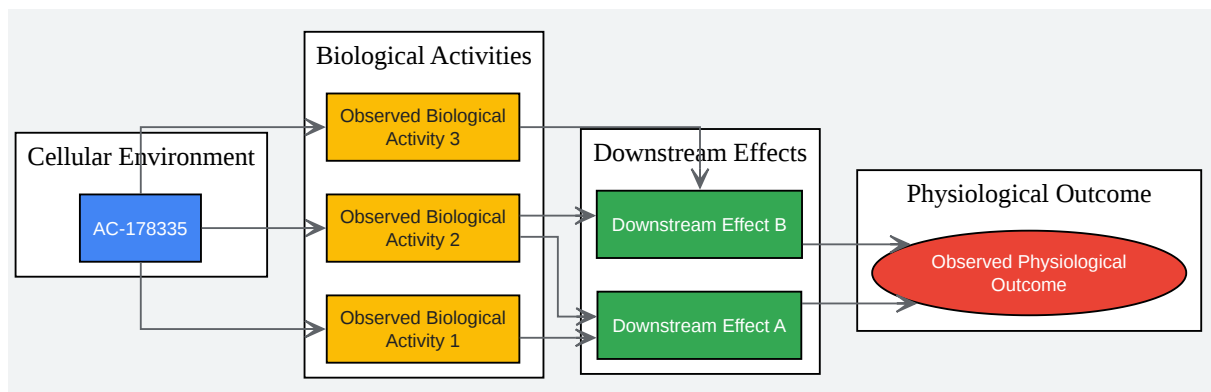 Cellular Environment
AC-178335
Biological Activities
Observed Biological
Activity 3
Observed Biological
Activity 2
Observed Biological
Activity 1
Downstream Effects
Downstream Effect B
Downstream Effect A
Physiological Outcome
Observed Physiological
Outcome